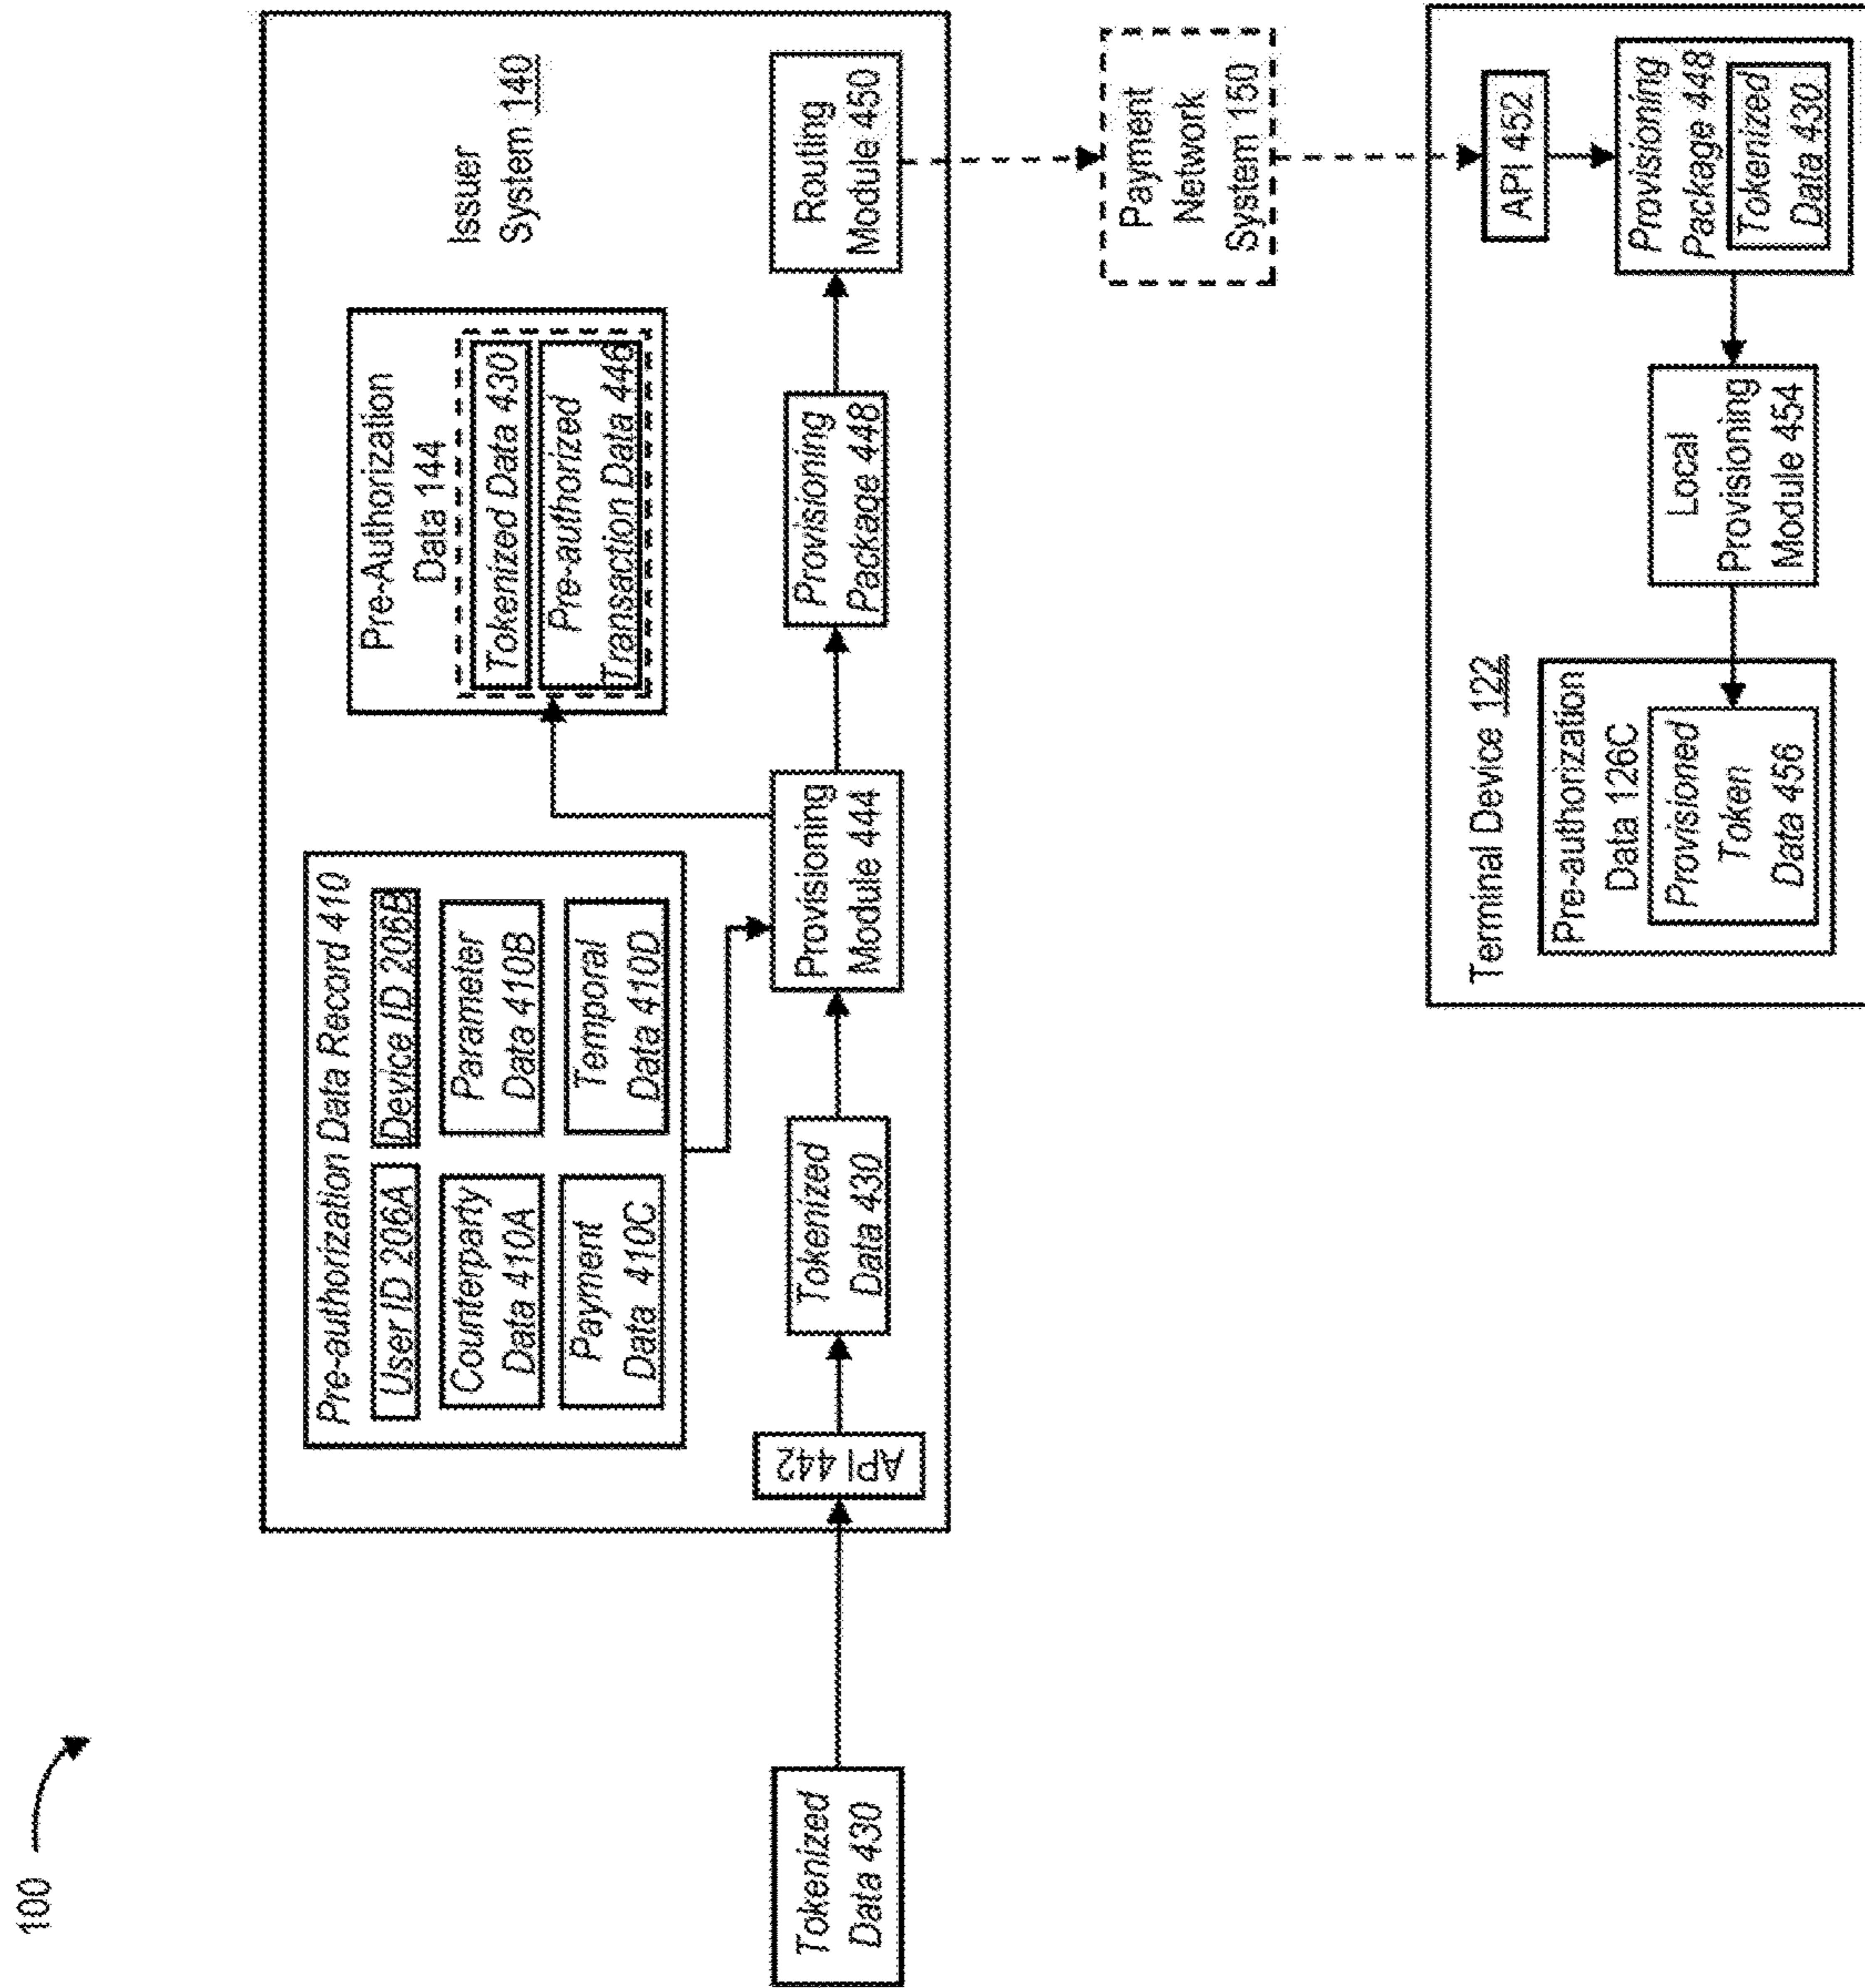 100
Tokenized
Data 430
Issuer
System 140
Pre-authorization Data Record 410
User ID 206A
Device ID 206B
Counterparty
Data 410A
Parameter
Data 410B
Payment
Data 410C
Temporal
Data 410D
Pre-Authorization
Data 144
Tokenized Data 430
Pre-authorized
Transaction Data 446
API 442
Tokenized
Data 430
Provisioning
Module 444
Provisioning
Package 448
Routing
Module 450
Payment
Network
System 150
Terminal Device 122
Pre-authorization
Data 126C
Provisioned
Token
Data 456
Local
Provisioning
Module 454
API 452
Provisioning
Package 448
Tokenized
Data 430